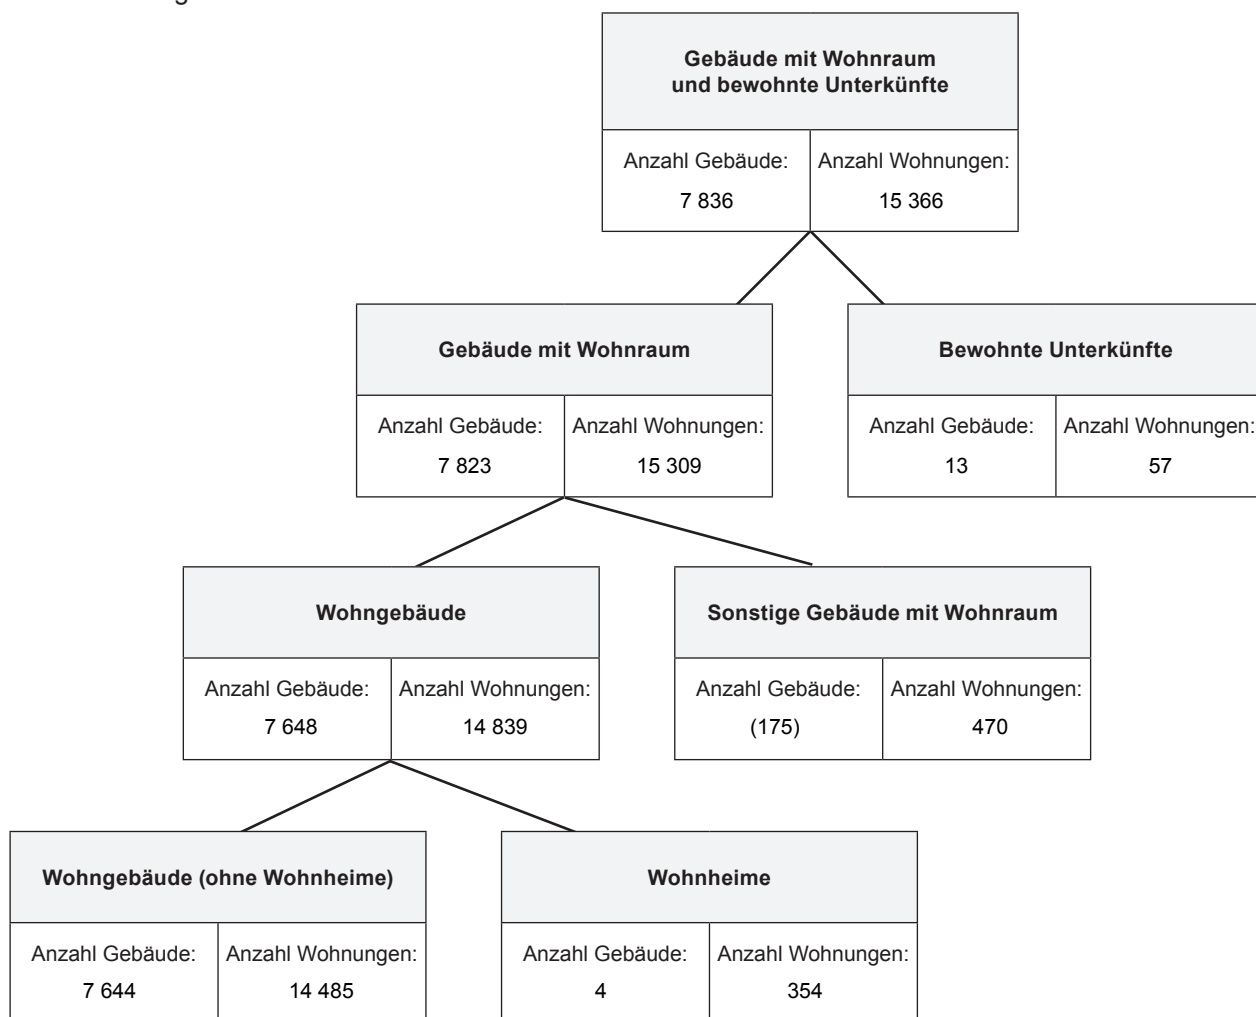 Gebäude mit Wohnraum
und bewohnte Unterkünfte
Anzahl Gebäude: Anzahl Wohnungen:
7 836 15 366
Gebäude mit Wohnraum
Anzahl Gebäude: Anzahl Wohnungen:
7 823 15 309
Bewohnte Unterkünfte
Anzahl Gebäude: Anzahl Wohnungen:
13 57
Wohngebäude
Anzahl Gebäude: Anzahl Wohnungen:
7 648 14 839
Sonstige Gebäude mit Wohnraum
Anzahl Gebäude: Anzahl Wohnungen:
(175) 470
Wohngebäude (ohne Wohnheime)
Anzahl Gebäude: Anzahl Wohnungen:
7 644 14 485
Wohnheime
Anzahl Gebäude: Anzahl Wohnungen:
4 354